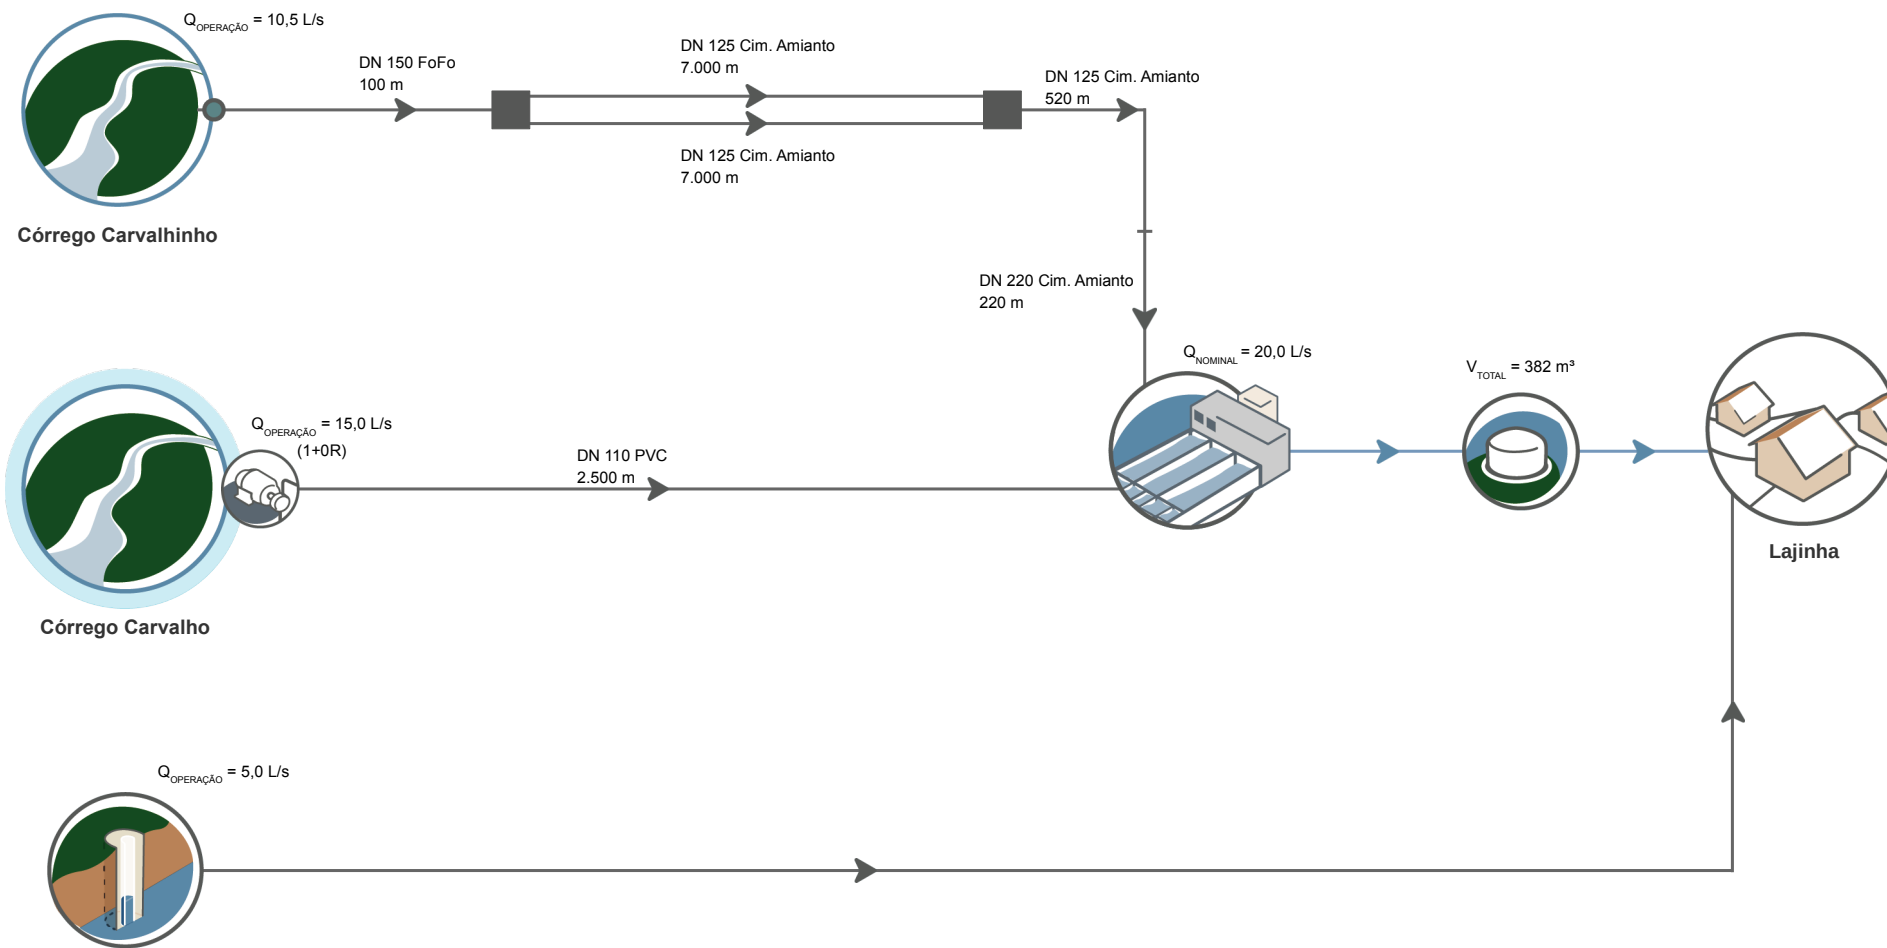 QOPERAÇÃO = 10,5 L/s
DN 150 FoFo
100 m
DN 125 Cim. Amianto
7.000 m
DN 125 Cim. Amianto
7.000 m
DN 125 Cim. Amianto
520 m
Córrego Carvalhinho
DN 220 Cim. Amianto
220 m
QNOMINAL = 20,0 L/s
VTOTAL = 382 m³
QOPERAÇÃO = 15,0 L/s
(1+0R)
DN 110 PVC
2.500 m
Lajinha
Córrego Carvalho
QOPERAÇÃO = 5,0 L/s